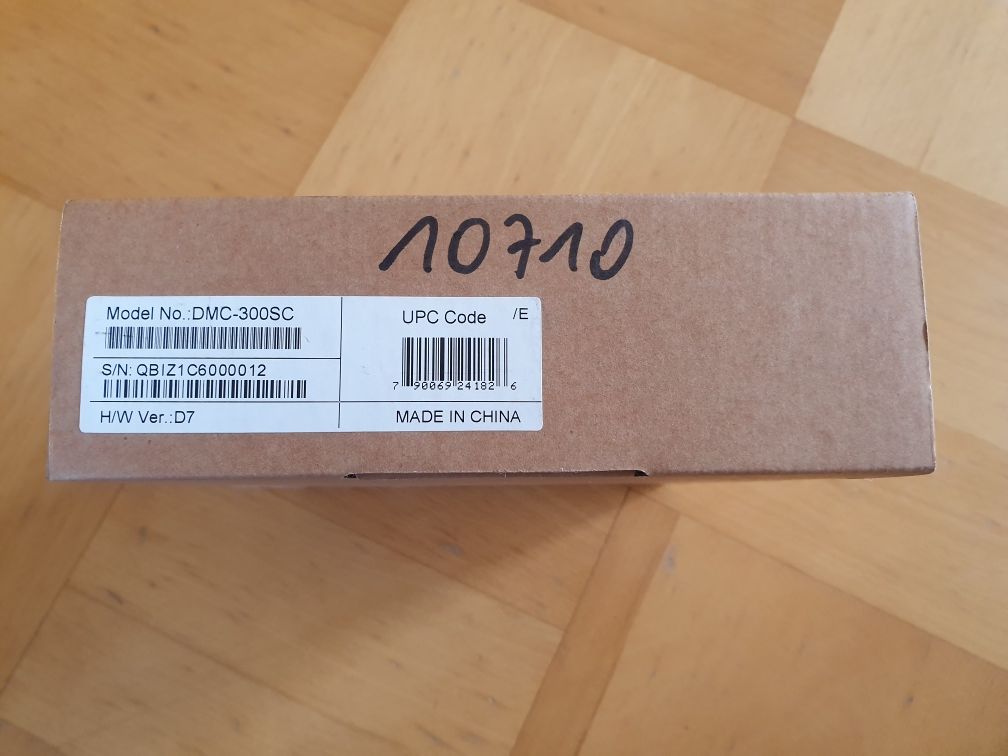 10710
Model No.:DMC-300SC
S/N: QBIZ1C6000012
H/W Ver.:D7
UPC Code /E
7 90069 24182 6
MADE IN CHINA